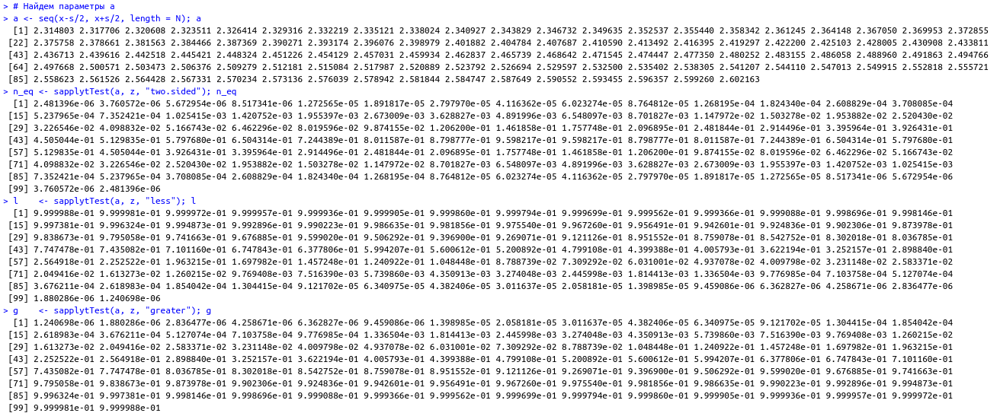 > # Найдем параметры a
> a <- seq(x-s/2, x+s/2, length = N); a
[1] 2.314803 2.317706 2.320608 2.323511 2.326414 2.329316 2.332219 2.335121 2.338024 2.340927 2.343829 2.346732 2.349635 2.352537 2.355440 2.358342 2.361245 2.364148 2.367050 2.369953 2.372855
[22] 2.375758 2.378661 2.381563 2.384466 2.387369 2.390271 2.393174 2.396076 2.398979 2.401882 2.404784 2.407687 2.410590 2.413492 2.416395 2.419297 2.422200 2.425103 2.428005 2.430908 2.433811
[43] 2.436713 2.439616 2.442518 2.445421 2.448324 2.451226 2.454129 2.457031 2.459934 2.462837 2.465739 2.468642 2.471545 2.474447 2.477350 2.480252 2.483155 2.486058 2.488960 2.491863 2.494766
[64] 2.497668 2.500571 2.503473 2.506376 2.509279 2.512181 2.515084 2.517987 2.520889 2.523792 2.526694 2.529597 2.532500 2.535402 2.538305 2.541207 2.544110 2.547013 2.549915 2.552818 2.555721
[85] 2.558623 2.561526 2.564428 2.567331 2.570234 2.573136 2.576039 2.578942 2.581844 2.584747 2.587649 2.590552 2.593455 2.596357 2.599260 2.602163
> n_eq <- sapplytTest(a, z, "two.sided"); n_eq
[1] 2.481396e-06 3.760572e-06 5.672954e-06 8.517341e-06 1.272565e-05 1.891817e-05 2.797970e-05 4.116362e-05 6.023274e-05 8.764812e-05 1.268195e-04 1.824340e-04 2.608829e-04 3.708085e-04
[15] 5.237965e-04 7.352421e-04 1.025415e-03 1.420752e-03 1.955397e-03 2.673009e-03 3.628827e-03 4.891996e-03 6.548097e-03 8.701827e-03 1.147972e-02 1.503278e-02 1.953882e-02 2.520430e-02
[29] 3.226546e-02 4.098832e-02 5.166743e-02 6.462296e-02 8.019596e-02 9.874155e-02 1.206200e-01 1.461858e-01 1.757748e-01 2.096895e-01 2.481844e-01 2.914496e-01 3.395964e-01 3.926431e-01
[43] 4.505044e-01 5.129835e-01 5.797680e-01 6.504314e-01 7.244389e-01 8.011587e-01 8.798777e-01 9.598217e-01 9.598217e-01 8.798777e-01 8.011587e-01 7.244389e-01 6.504314e-01 5.797680e-01
[57] 5.129835e-01 4.505044e-01 3.926431e-01 3.395964e-01 2.914496e-01 2.481844e-01 2.096895e-01 1.757748e-01 1.461858e-01 1.206200e-01 9.874155e-02 8.019596e-02 6.462296e-02 5.166743e-02
[71] 4.098832e-02 3.226546e-02 2.520430e-02 1.953882e-02 1.503278e-02 1.147972e-02 8.701827e-03 6.548097e-03 4.891996e-03 3.628827e-03 2.673009e-03 1.955397e-03 1.420752e-03 1.025415e-03
[85] 7.352421e-04 5.237965e-04 3.708085e-04 2.608829e-04 1.824340e-04 1.268195e-04 8.764812e-05 6.023274e-05 4.116362e-05 2.797970e-05 1.891817e-05 1.272565e-05 8.517341e-06 5.672954e-06
[99] 3.760572e-06 2.481396e-06
> l    <- sapplytTest(a, z, "less"); l
[1] 9.999988e-01 9.999981e-01 9.999972e-01 9.999957e-01 9.999936e-01 9.999905e-01 9.999860e-01 9.999794e-01 9.999699e-01 9.999562e-01 9.999366e-01 9.999088e-01 9.998696e-01 9.998146e-01
[15] 9.997381e-01 9.996324e-01 9.994873e-01 9.992896e-01 9.990223e-01 9.986635e-01 9.981856e-01 9.975540e-01 9.967260e-01 9.956491e-01 9.942601e-01 9.924836e-01 9.902306e-01 9.873978e-01
[29] 9.838673e-01 9.795058e-01 9.741663e-01 9.676885e-01 9.599020e-01 9.506292e-01 9.396900e-01 9.269071e-01 9.121126e-01 8.951552e-01 8.759078e-01 8.542752e-01 8.302018e-01 8.036785e-01
[43] 7.747478e-01 7.435082e-01 7.101160e-01 6.747843e-01 6.377806e-01 5.994207e-01 5.600612e-01 5.200892e-01 4.799108e-01 4.399388e-01 4.005793e-01 3.622194e-01 3.252157e-01 2.898840e-01
[57] 2.564918e-01 2.252522e-01 1.963215e-01 1.697982e-01 1.457248e-01 1.240922e-01 1.048448e-01 8.788739e-02 7.309292e-02 6.031001e-02 4.937078e-02 4.009798e-02 3.231148e-02 2.583371e-02
[71] 2.049416e-02 1.613273e-02 1.260215e-02 9.769408e-03 7.516390e-03 5.739860e-03 4.350913e-03 3.274048e-03 2.445998e-03 1.814413e-03 1.336504e-03 9.776985e-04 7.103758e-04 5.127074e-04
[85] 3.676211e-04 2.618983e-04 1.854042e-04 1.304415e-04 9.121702e-05 6.340975e-05 4.382406e-05 3.011637e-05 2.058181e-05 1.398985e-05 9.459086e-06 6.362827e-06 4.258671e-06 2.836477e-06
[99] 1.880286e-06 1.240698e-06
> g    <- sapplytTest(a, z, "greater"); g
[1] 1.240698e-06 1.880286e-06 2.836477e-06 4.258671e-06 6.362827e-06 9.459086e-06 1.398985e-05 2.058181e-05 3.011637e-05 4.382406e-05 6.340975e-05 9.121702e-05 1.304415e-04 1.854042e-04
[15] 2.618983e-04 3.676211e-04 5.127074e-04 7.103758e-04 9.776985e-04 1.336504e-03 1.814413e-03 2.445998e-03 3.274048e-03 4.350913e-03 5.739860e-03 7.516390e-03 9.769408e-03 1.260215e-02
[29] 1.613273e-02 2.049416e-02 2.583371e-02 3.231148e-02 4.009798e-02 4.937078e-02 6.031001e-02 7.309292e-02 8.788739e-02 1.048448e-01 1.240922e-01 1.457248e-01 1.697982e-01 1.963215e-01
[43] 2.252522e-01 2.564918e-01 2.898840e-01 3.252157e-01 3.622194e-01 4.005793e-01 4.399388e-01 4.799108e-01 5.200892e-01 5.600612e-01 5.994207e-01 6.377806e-01 6.747843e-01 7.101160e-01
[57] 7.435082e-01 7.747478e-01 8.036785e-01 8.302018e-01 8.542752e-01 8.759078e-01 8.951552e-01 9.121126e-01 9.269071e-01 9.396900e-01 9.506292e-01 9.599020e-01 9.676885e-01 9.741663e-01
[71] 9.795058e-01 9.838673e-01 9.873978e-01 9.902306e-01 9.924836e-01 9.942601e-01 9.956491e-01 9.967260e-01 9.975540e-01 9.981856e-01 9.986635e-01 9.990223e-01 9.992896e-01 9.994873e-01
[85] 9.996324e-01 9.997381e-01 9.998146e-01 9.998696e-01 9.999088e-01 9.999366e-01 9.999562e-01 9.999699e-01 9.999794e-01 9.999860e-01 9.999905e-01 9.999936e-01 9.999957e-01 9.999972e-01
[99] 9.999981e-01 9.999988e-01